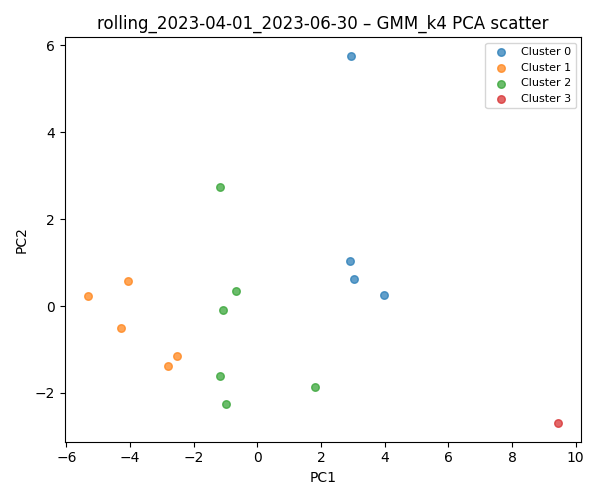 rolling_2023-04-01_2023-06-30 – GMM_k4 PCA scatter
Cluster 0
Cluster 1
Cluster 2
Cluster 3
PC2
6
4
2
0
−2
−6
−4
−2
0
2
4
6
8
10
PC1